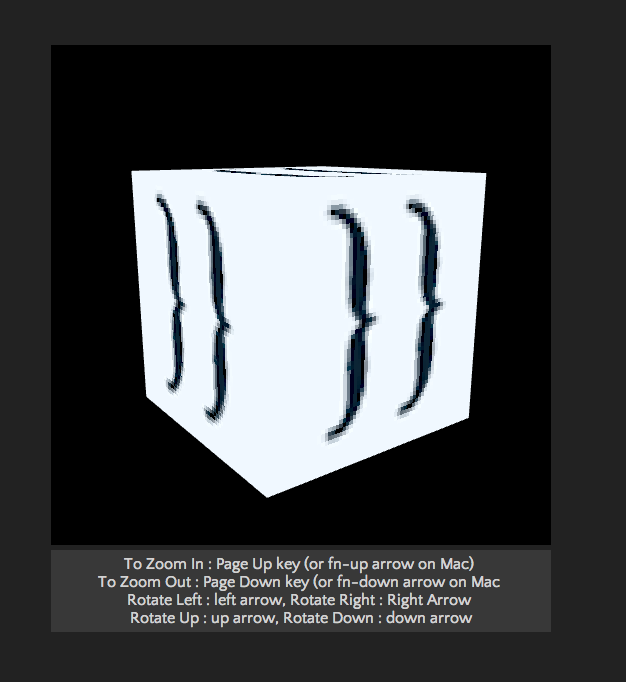 }} }}
To Zoom In : Page Up key (or fn-up arrow on Mac)
To Zoom Out : Page Down key (or fn-down arrow on Mac
Rotate Left : left arrow, Rotate Right : Right Arrow
Rotate Up : up arrow, Rotate Down : down arrow